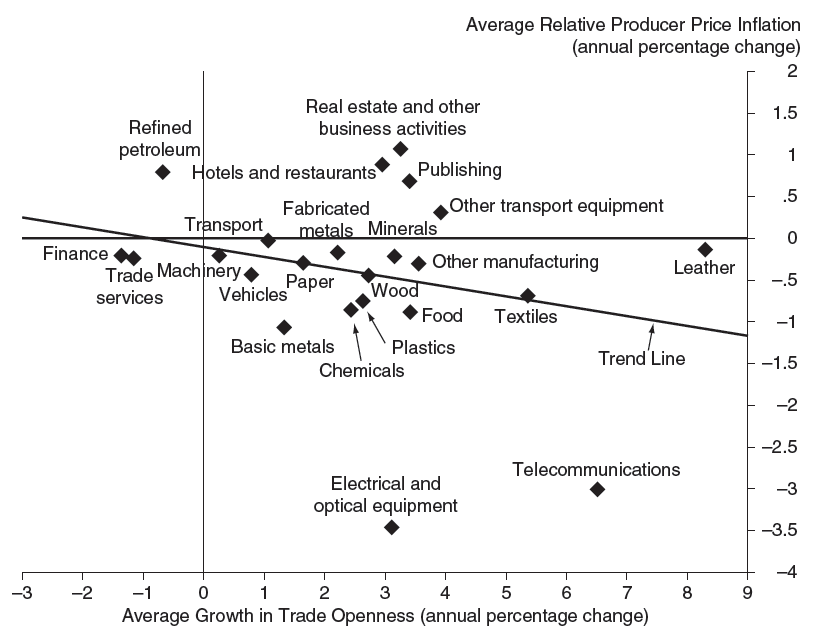 Average Relative Producer Price Inflation
(annual percentage change)
2
1.5
1
.5
0
–.5
–1
–1.5
–2
–2.5
–3
–3.5
–4
Real estate and other
business activities
Refined
petroleum
Hotels and restaurants
Publishing
Other transport equipment
Fabricated
metals
Transport
Minerals
Finance
Trade
services
Machinery
Vehicles
Paper
Wood
Other manufacturing
Leather
Food
Textiles
Basic metals
Plastics
Chemicals
Trend Line
Telecommunications
Electrical and
optical equipment
–3 –2 –1 0 1 2 3 4 5 6 7 8 9
Average Growth in Trade Openness (annual percentage change)